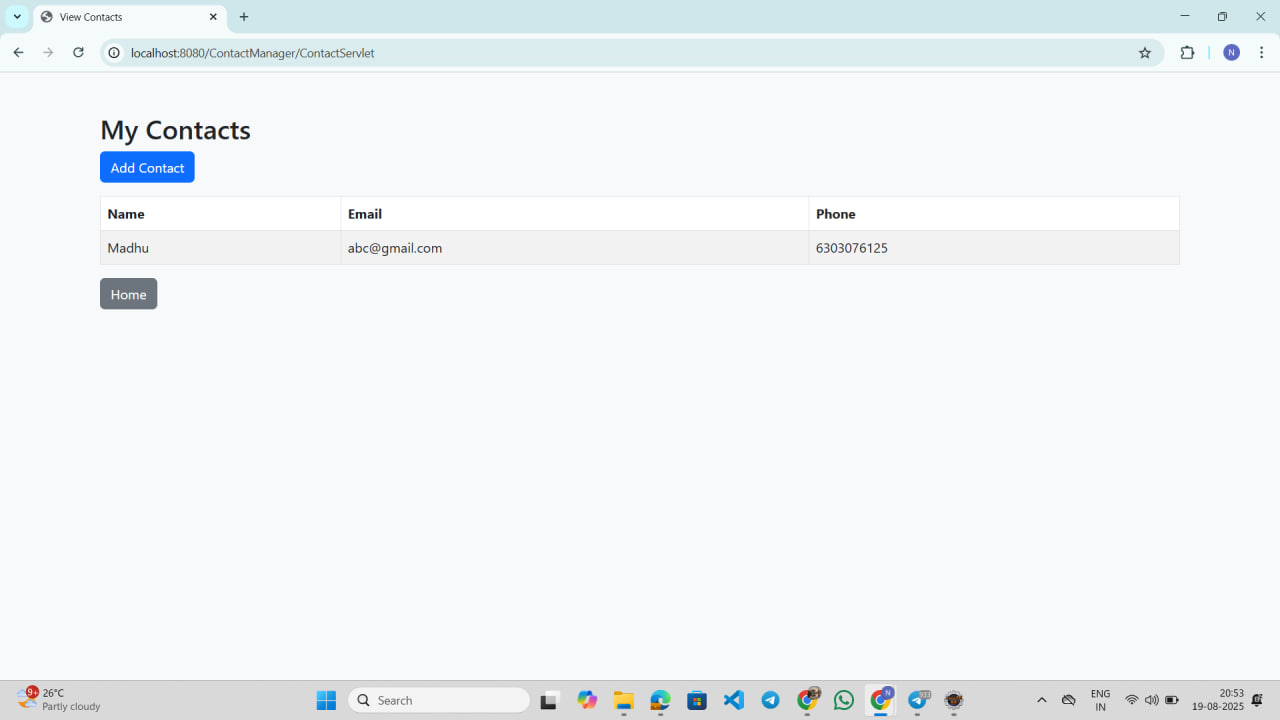 View Contacts
localhost:8080/ContactManager/ContactServlet
N
My Contacts
Add Contact
Name Email Phone
Madhu abc@gmail.com 6303076125
Home
9+
26°C
Partly cloudy
Search
N
ENG
IN
20:53
19-08-2025